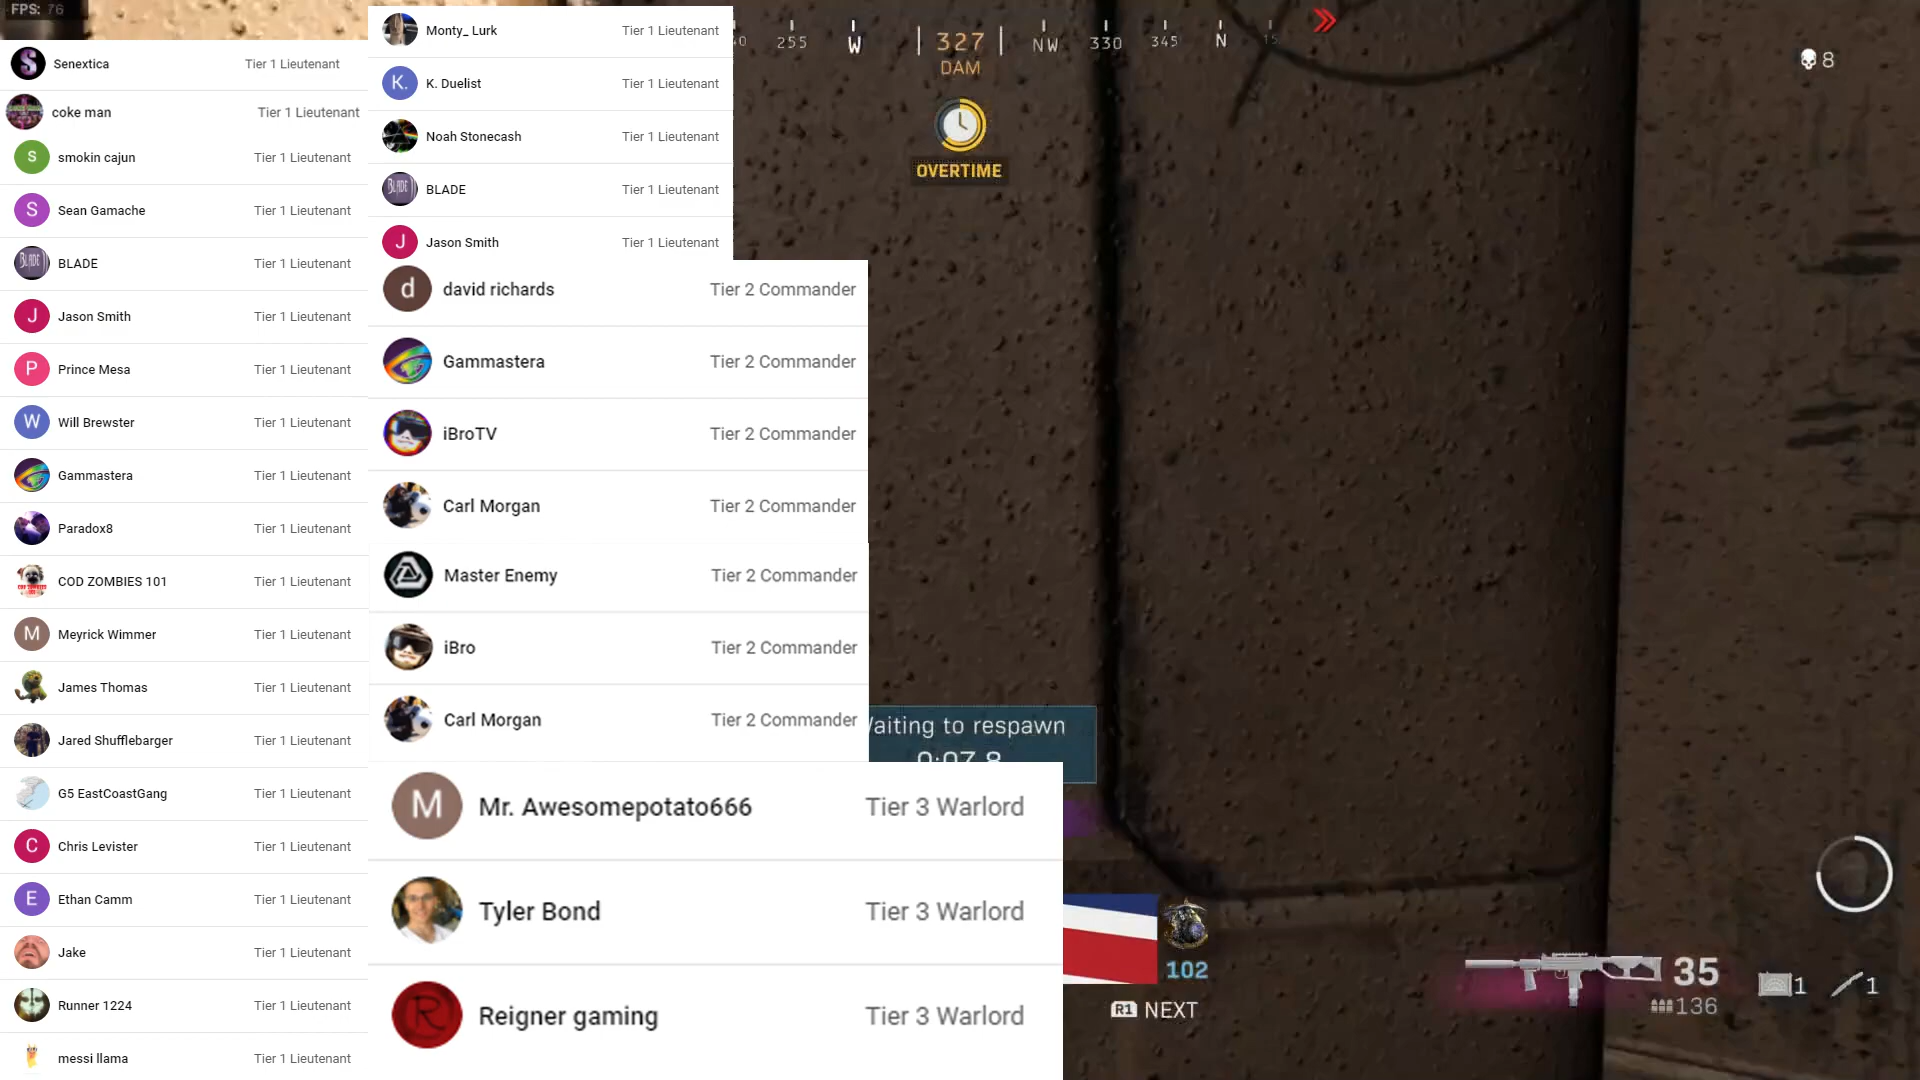 FPS: 76
Senextica Tier 1 Lieutenant
coke man Tier 1 Lieutenant
S smokin cajun Tier 1 Lieutenant
S Sean Gamache Tier 1 Lieutenant
BLADE BLADE Tier 1 Lieutenant
J Jason Smith Tier 1 Lieutenant
P Prince Mesa Tier 1 Lieutenant
W Will Brewster Tier 1 Lieutenant
Gammastera Tier 1 Lieutenant
Paradox8 Tier 1 Lieutenant
COD ZOMBIES 101 Tier 1 Lieutenant
M Meyrick Wimmer Tier 1 Lieutenant
James Thomas Tier 1 Lieutenant
Jared Shufflebarger Tier 1 Lieutenant
G5 EastCoastGang Tier 1 Lieutenant
C Chris Levister Tier 1 Lieutenant
E Ethan Camm Tier 1 Lieutenant
Jake Tier 1 Lieutenant
Runner 1224 Tier 1 Lieutenant
messi llama Tier 1 Lieutenant
Monty_ Lurk Tier 1 Lieutenant
K. K. Duelist Tier 1 Lieutenant
Noah Stonecash Tier 1 Lieutenant
BLADE BLADE Tier 1 Lieutenant
J Jason Smith Tier 1 Lieutenant
d david richards Tier 2 Commander
Gammastera Tier 2 Commander
iBroTV Tier 2 Commander
Carl Morgan Tier 2 Commander
Master Enemy Tier 2 Commander
iBro Tier 2 Commander
Carl Morgan Tier 2 Commander
M Mr. Awesomepotato666 Tier 3 Warlord
Tyler Bond Tier 3 Warlord
R Reigner gaming Tier 3 Warlord
255 W 327 NW 330 345 N 15
DAM
8
OVERTIME
Waiting to respawn
0:07.8
102
R1 NEXT
35
136
1
1